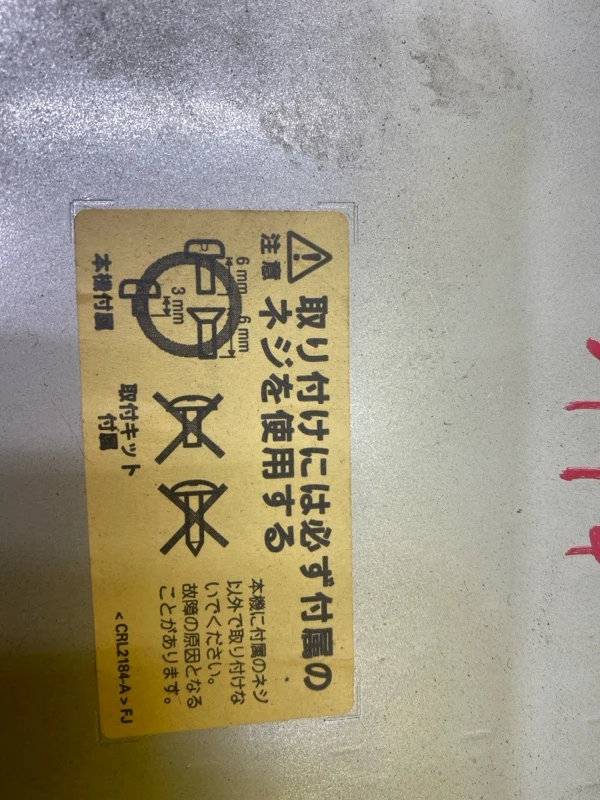 注意
取り付けには必ず付属の
ネジを使用する
6 mm
6 mm
3 mm
本機付属
取付キット
付属
本機に付属のネジ
以外で取り付けな
いでください。
故障の原因となる
ことがあります。
<CRL2184-A> FJ